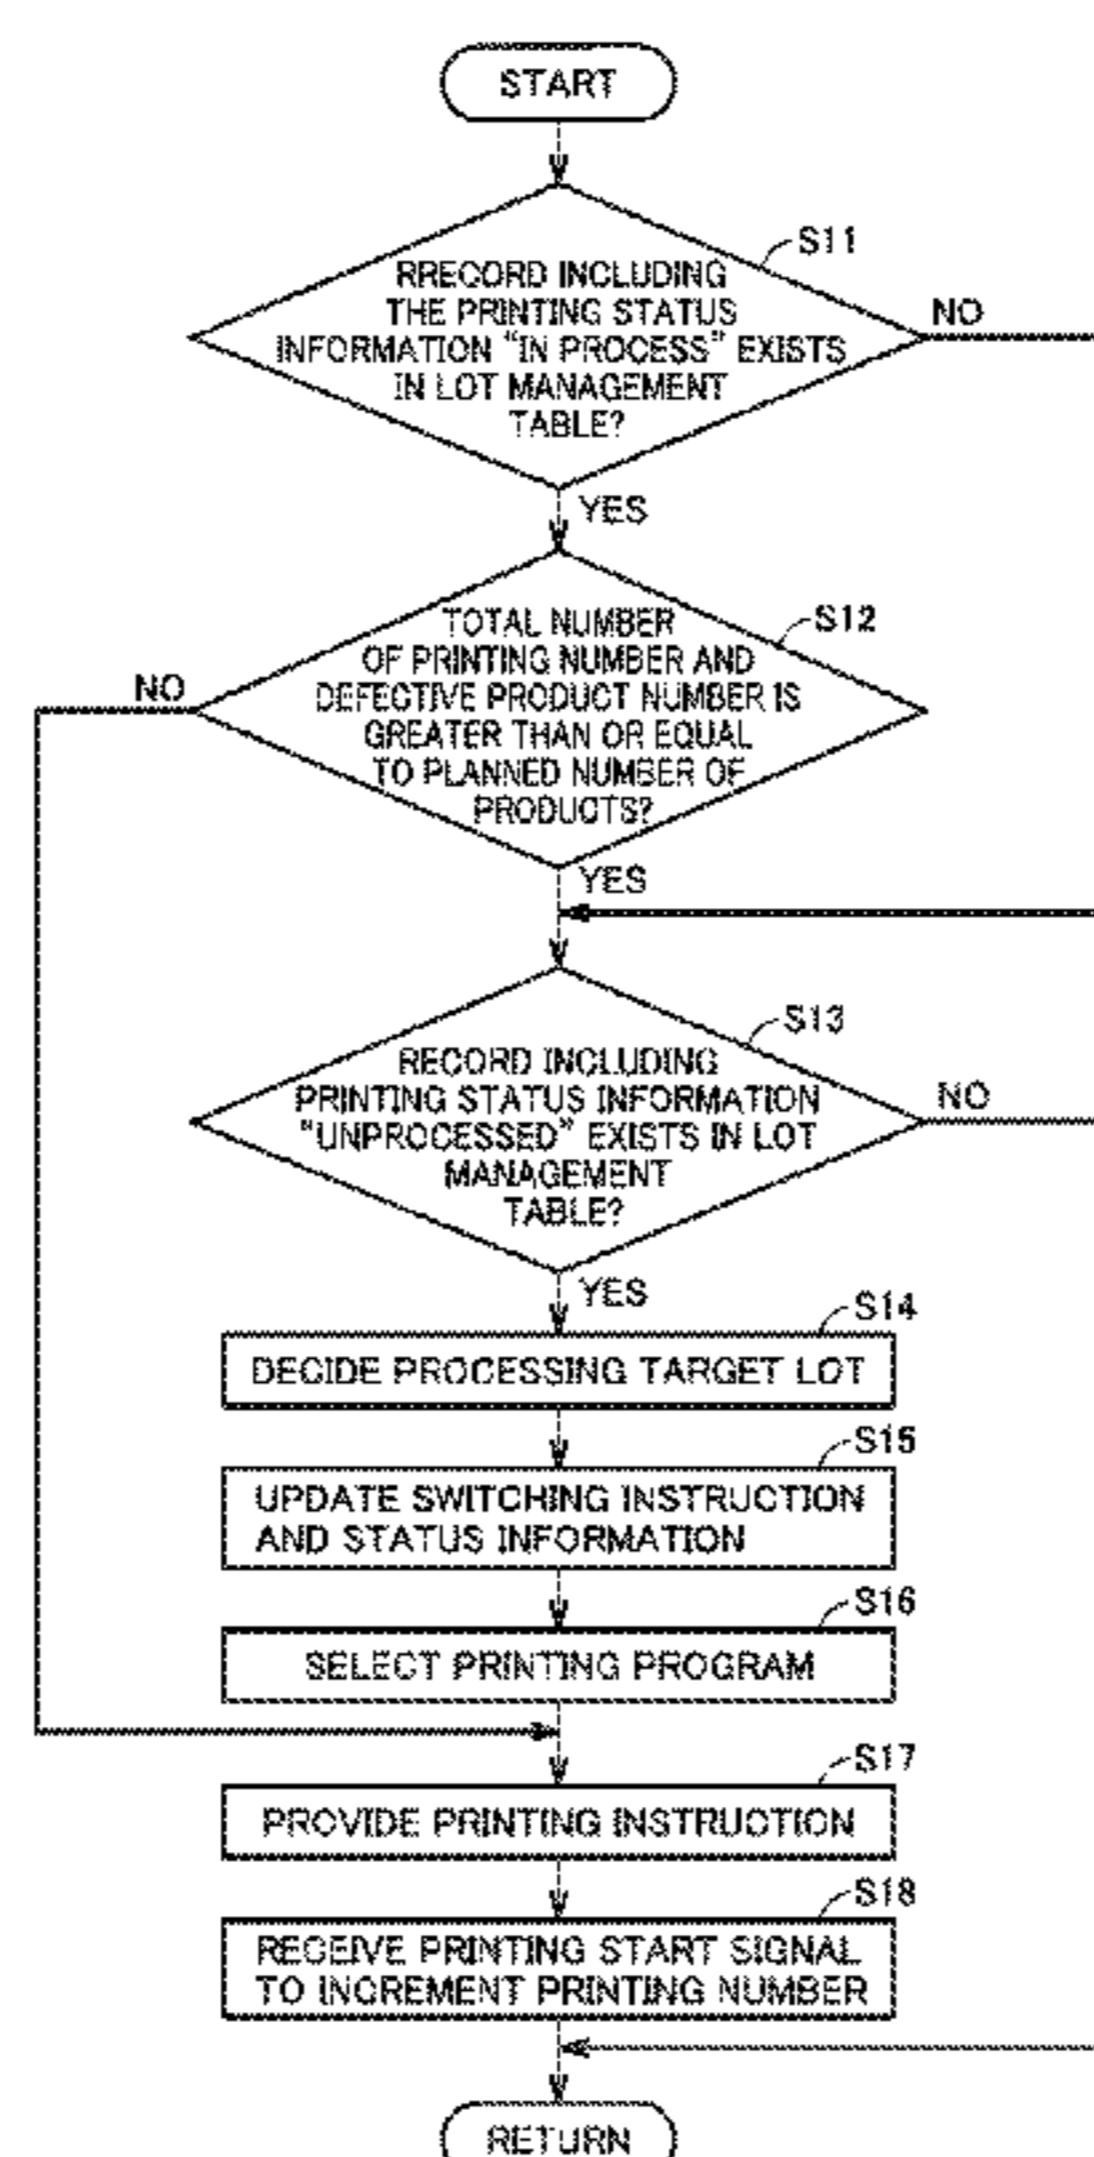 START
S11
RRECORD INCLUDING
THE PRINTING STATUS
INFORMATION “IN PROCESS” EXISTS
IN LOT MANAGEMENT
TABLE?
NO
YES
S12
TOTAL NUMBER
OF PRINTING NUMBER AND
DEFECTIVE PRODUCT NUMBER IS
GREATER THAN OR EQUAL
TO PLANNED NUMBER OF
PRODUCTS?
NO
YES
S13
RECORD INCLUDING
PRINTING STATUS INFORMATION
“UNPROCESSED” EXISTS IN LOT
MANAGEMENT
TABLE?
NO
YES
S14
DECIDE PROCESSING TARGET LOT
S15
UPDATE SWITCHING INSTRUCTION
AND STATUS INFORMATION
S16
SELECT PRINTING PROGRAM
S17
PROVIDE PRINTING INSTRUCTION
S18
RECEIVE PRINTING START SIGNAL
TO INCREMENT PRINTING NUMBER
RETURN